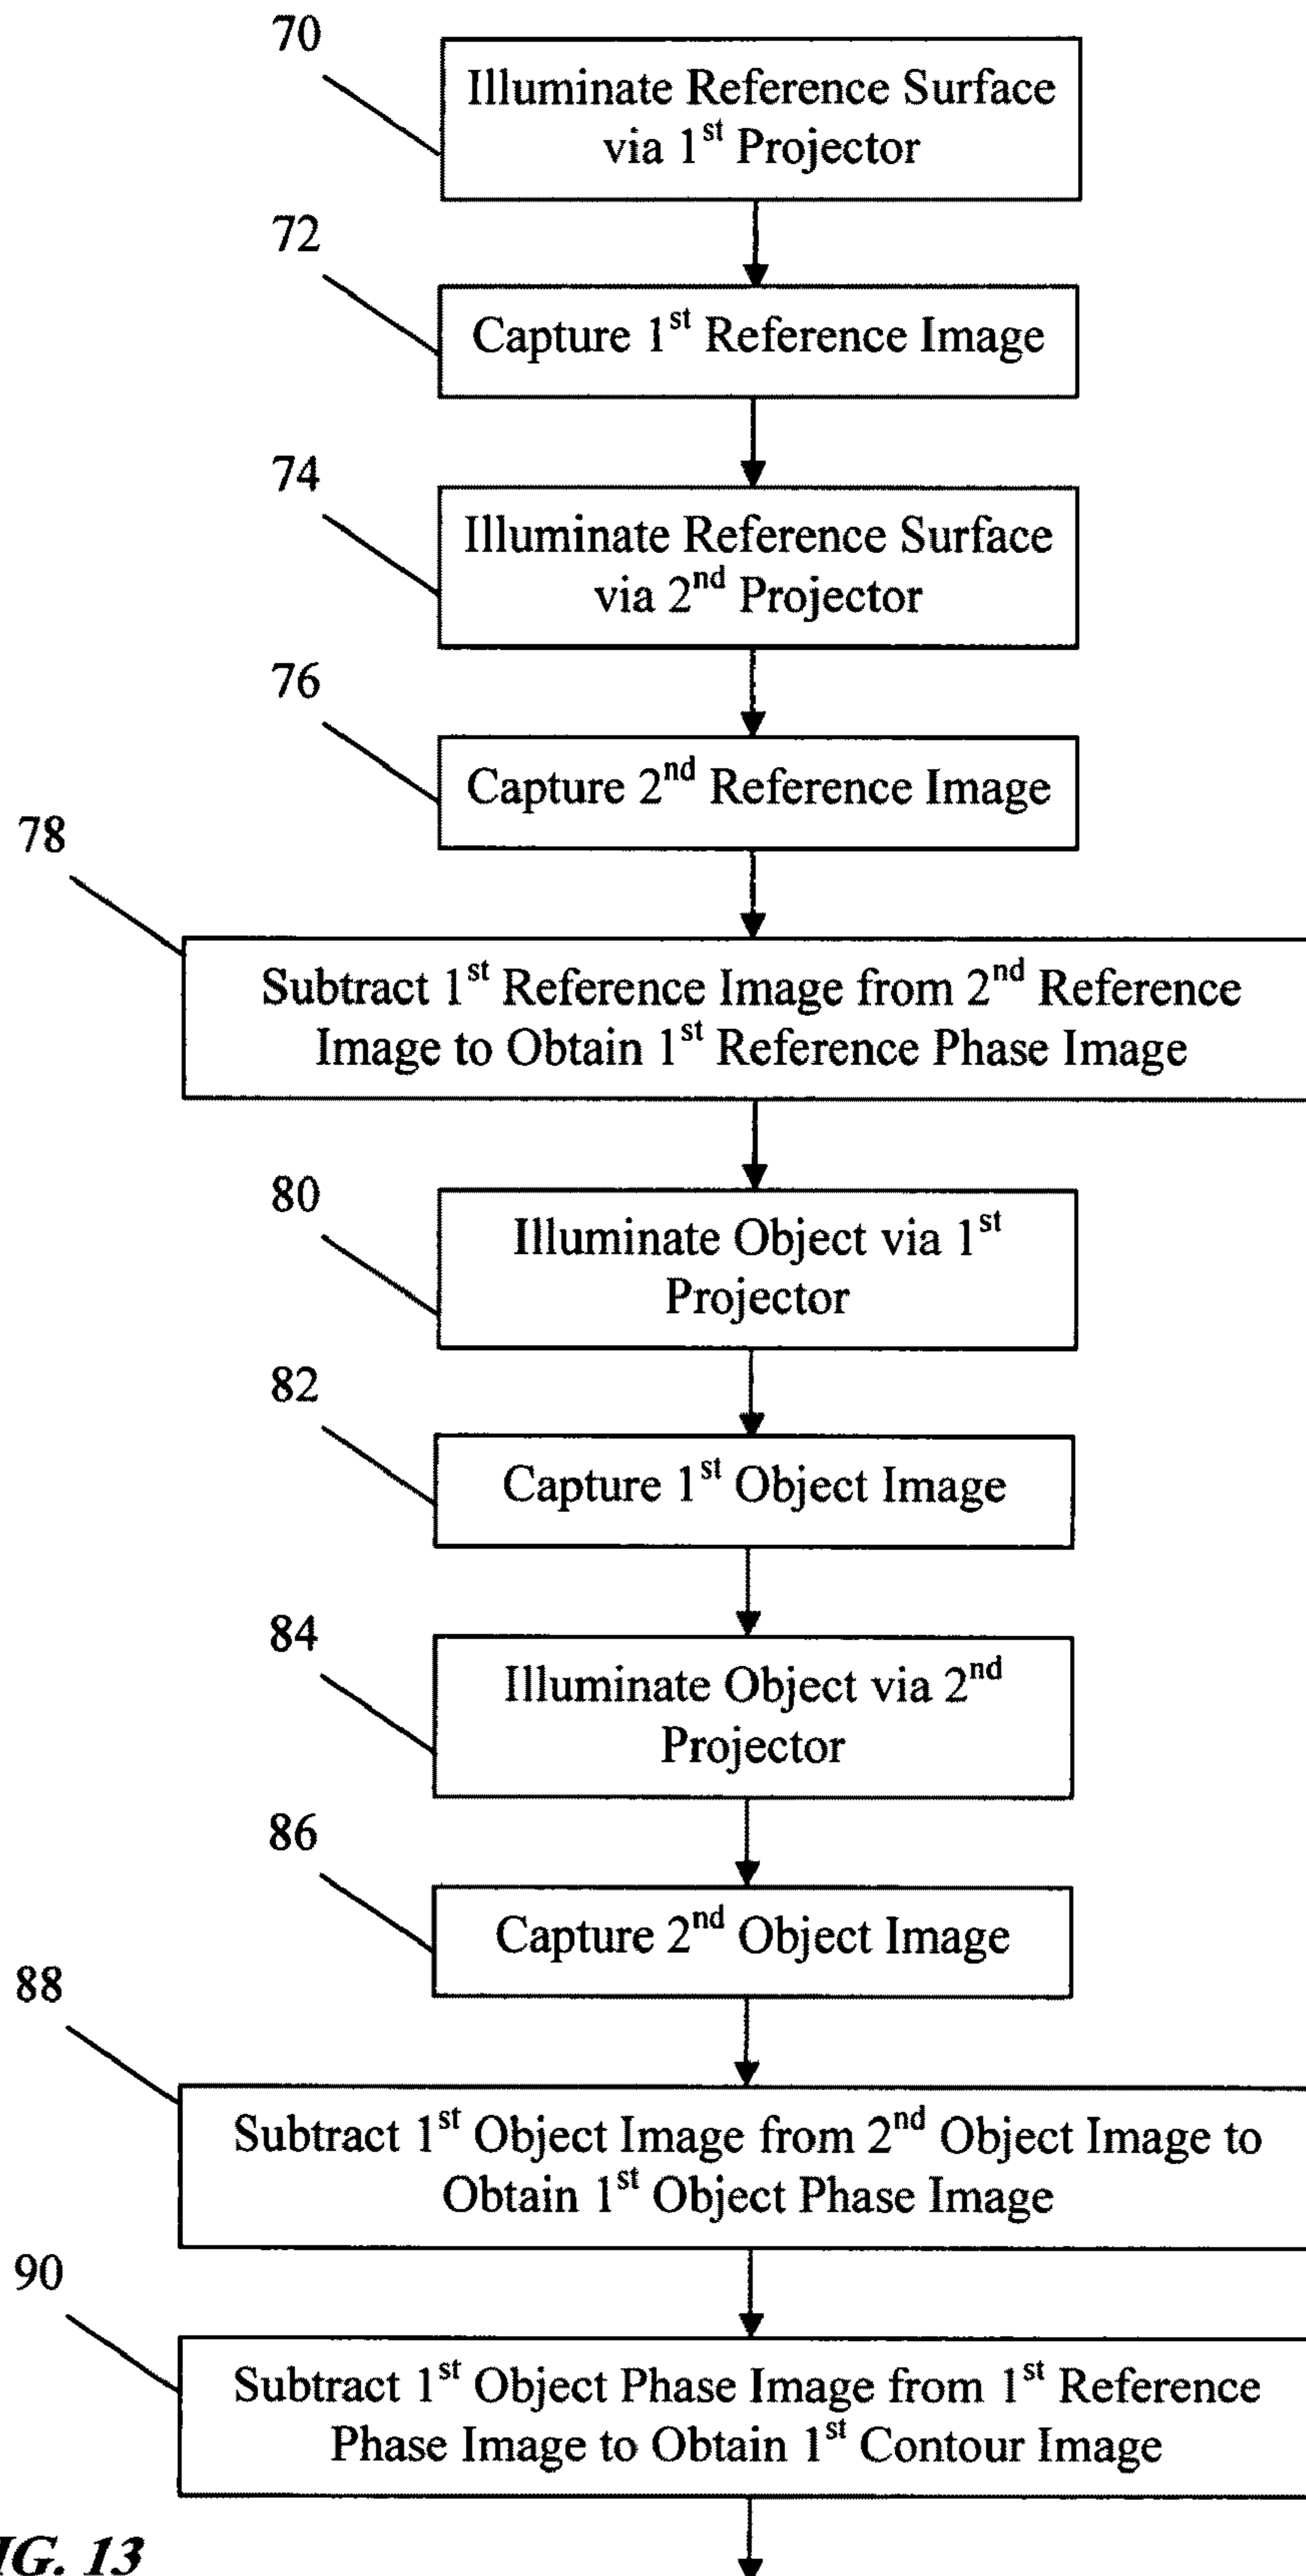 70
Illuminate Reference Surface
via 1st Projector
72
Capture 1st Reference Image
74
Illuminate Reference Surface
via 2nd Projector
76
Capture 2nd Reference Image
78
Subtract 1st Reference Image from 2nd Reference
Image to Obtain 1st Reference Phase Image
80
Illuminate Object via 1st
Projector
82
Capture 1st Object Image
84
Illuminate Object via 2nd
Projector
86
Capture 2nd Object Image
88
Subtract 1st Object Image from 2nd Object Image to
Obtain 1st Object Phase Image
90
Subtract 1st Object Phase Image from 1st Reference
Phase Image to Obtain 1st Contour Image
IG. 13